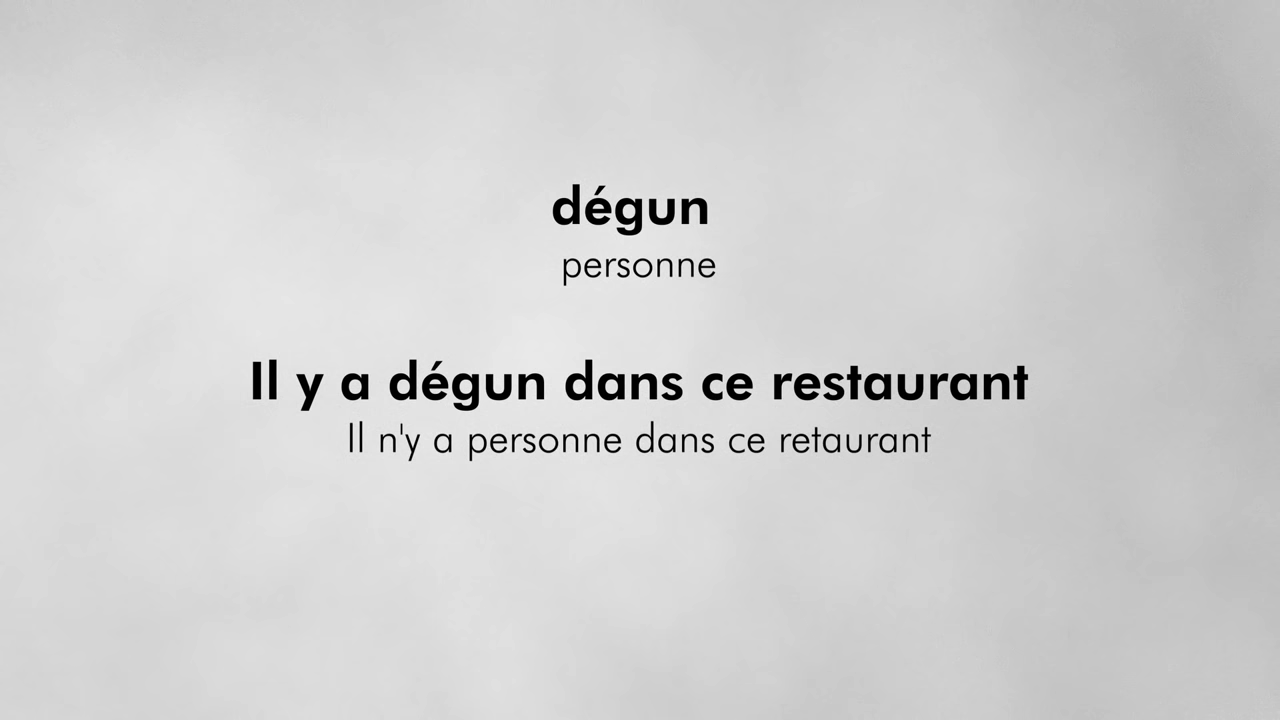 dégun
personne
Il y a dégun dans ce restaurant
Il n'y a personne dans ce retaurant